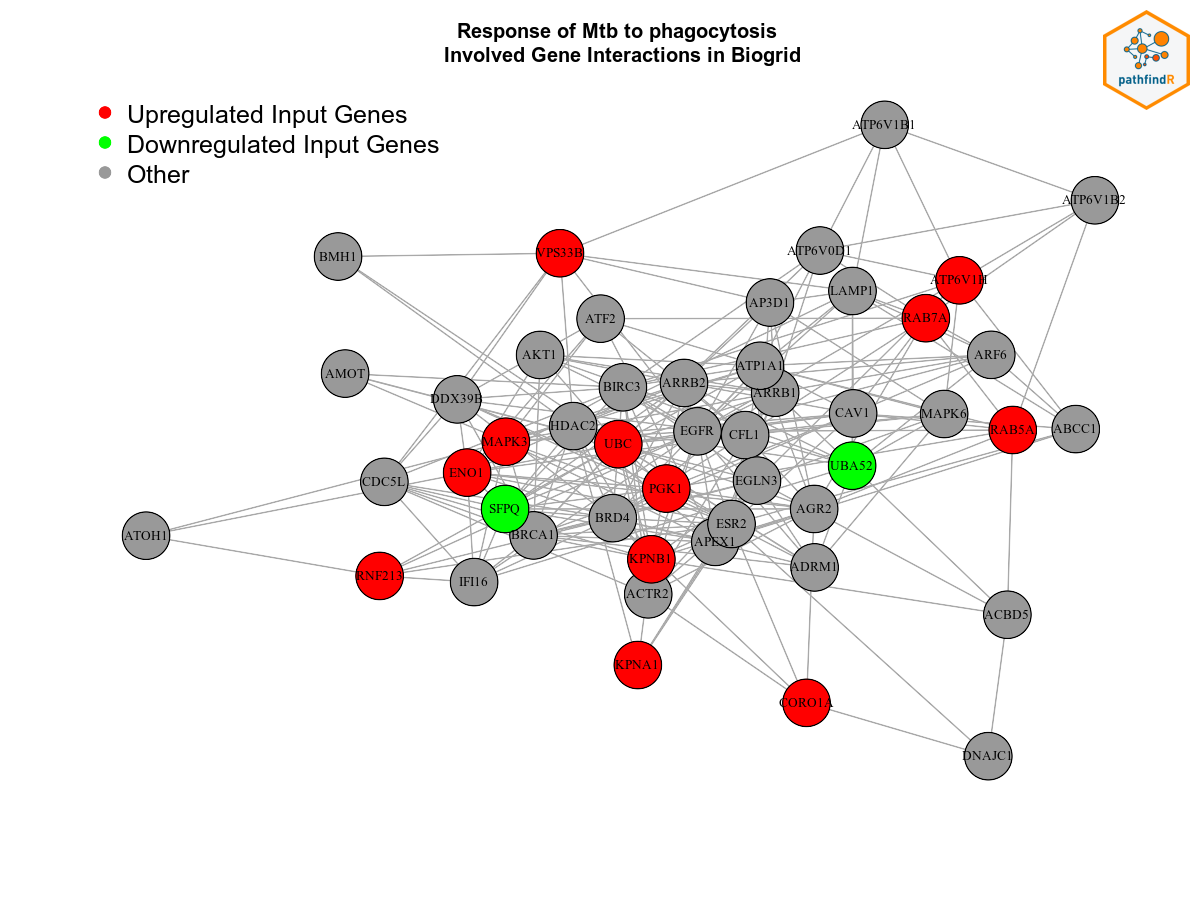 Response of Mtb to phagocytosis
Involved Gene Interactions in Biogrid
pathfindR
Upregulated Input Genes
Downregulated Input Genes
Other
ATP6V1B1
ATP6V1B2
BMH1
VPS33B
ATP6V0D1
ATP6V1H
LAMP1
AP3D1
ATF2
RAB7A
AKT1
ARF6
ATP1A1
AMOT
BIRC3
ARRB2
ARRB1
DDX39B
CAV1
MAPK6
HDAC2
EGFR
CFL1
RAB5A
ABCC1
MAPK3
UBC
UBA52
ENO1
CDC5L
EGLN3
PGK1
SFPQ
AGR2
BRD4
ESR2
ATOH1
BRCA1
APEX1
KPNB1
ADRM1
RNF213
IFI16
ACTR2
ACBD5
KPNA1
CORO1A
DNAJC1